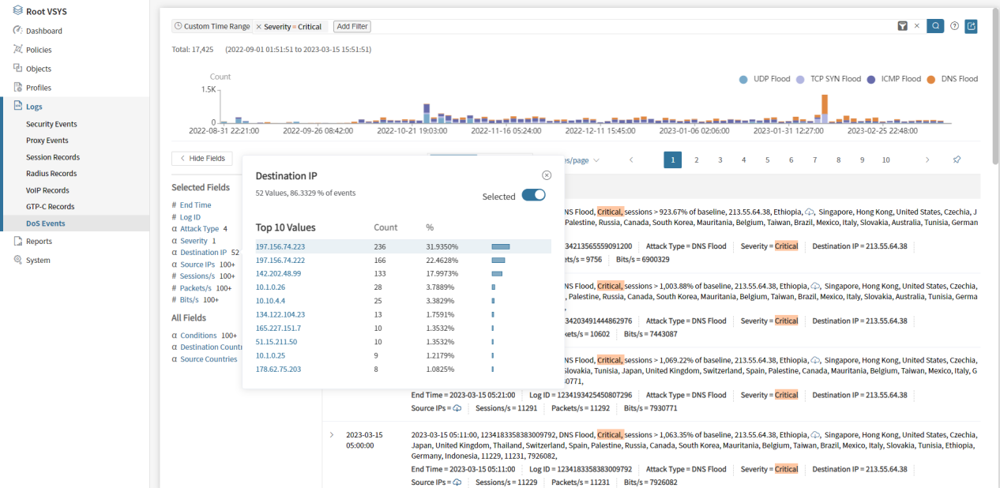 Root VSYS
Dashboard
Policies
Objects
Profiles
Logs
Security Events
Proxy Events
Session Records
Radius Records
VoIP Records
GTP-C Records
DoS Events
Reports
System
Custom Time Range × Severity = Critical Add Filter
Total: 17,425 (2022-09-01 01:51:51 to 2023-03-15 15:51:51)
Count
UDP Flood TCP SYN Flood ICMP Flood DNS Flood
1.5K
0
2022-08-31 22:21:00 2022-09-26 08:42:00 2022-10-21 19:03:00 2022-11-16 05:24:00 2022-12-11 15:45:00 2023-01-06 02:06:00 2023-01-31 12:27:00 2023-02-25 22:48:00
Hide Fields
es/page 1 2 3 4 5 6 7 8 9 10
Selected Fields
# End Time
# Log ID
α Attack Type 4
α Severity 1
α Destination IP 52
α Source IPs 100+
# Sessions/s 100+
# Packets/s 100+
# Bits/s 100+
All Fields
α Conditions 100+
α Destination Countr
α Source Countries
Destination IP
52 Values, 86.3329 % of events
Selected
Top 10 Values Count %
197.156.74.223 236 31.9350%
197.156.74.222 166 22.4628%
142.202.48.99 133 17.9973%
10.1.0.26 28 3.7889%
10.10.4.4 25 3.3829%
134.122.104.23 13 1.7591%
165.227.151.7 10 1.3532%
51.15.211.50 10 1.3532%
10.1.0.25 9 1.2179%
178.62.75.203 8 1.0825%
NS Flood, Critical, sessions > 923.67% of baseline, 213.55.64.38, Ethiopia, Singapore, Hong Kong, United States, Czechia, J
Palestine, Russia, Canada, South Korea, Mauritania, Belgium, Taiwan, Brazil, Mexico, Italy, Slovakia, Australia, Tunisia, German
34213565559091200 Attack Type = DNS Flood Severity = Critical Destination IP = 213.55.64.38
ets/s = 9756 Bits/s = 6900329
NS Flood, Critical, sessions > 1,003.88% of baseline, 213.55.64.38, Ethiopia, Singapore, Hong Kong, United States, Czechia,
, Palestine, Russia, Canada, South Korea, Mauritania, Belgium, Taiwan, Brazil, Mexico, Italy, Slovakia, Australia, Tunisia, Germa
34203491444862976 Attack Type = DNS Flood Severity = Critical Destination IP = 213.55.64.38
kets/s = 10602 Bits/s = 7443087
NS Flood, Critical, sessions > 1,069.22% of baseline, 213.55.64.38, Ethiopia, Singapore, Hong Kong, United States, Czechia,
Slovakia, Tunisia, Japan, United Kingdom, Switzerland, Spain, Palestine, Canada, Mauritania, Belgium, Taiwan, Mexico, Italy, G
30771,
End Time = 2023-03-15 05:21:00 Log ID = 1234193425450807296 Attack Type = DNS Flood Severity = Critical Destination IP = 213.55.64.38
Source IPs = Sessions/s = 11291 Packets/s = 11292 Bits/s = 7930771
2023-03-15 05:00:00
2023-03-15 05:11:00, 1234183358383009792, DNS Flood, Critical, sessions > 1,063.35% of baseline, 213.55.64.38, Ethiopia, Singapore, Hong Kong, United States, Czechia,
Japan, United Kingdom, Thailand, Switzerland, Spain, Palestine, Russia, Canada, South Korea, Mauritania, Belgium, Taiwan, Brazil, Mexico, Italy, Slovakia, Tunisia, Ethiopia,
Germany, Indonesia, 11229, 11231, 7926082,
End Time = 2023-03-15 05:11:00 Log ID = 1234183358383009792 Attack Type = DNS Flood Severity = Critical Destination IP = 213.55.64.38
Source IPs = Sessions/s = 11229 Packets/s = 11231 Bits/s = 7926082